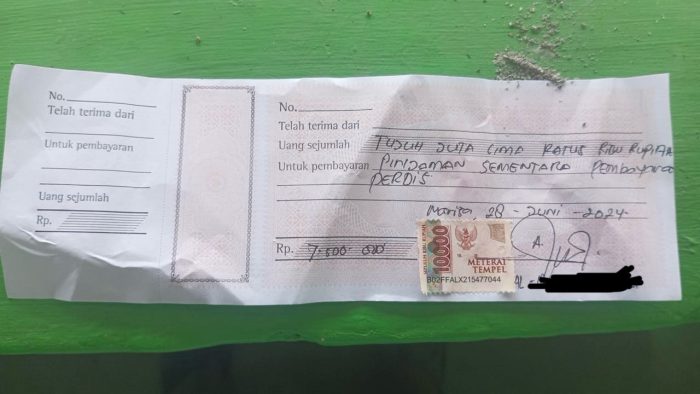 No.
Telah terima dari
Untuk pembayaran
Uang sejumlah
Rp.
No.
Telah terima dari
Uang sejumlah TUJUH JUTA LIMA RATUS RIBU RUPIAH
Untuk pembayaran PINJAMAN SEMENTARA Pembayaran
PERDIS
Marisa, 28 - JUNI - 2024.
Rp. 7.500.000
10000
METERAI
TEMPEL
B02FFALX215477044
A.